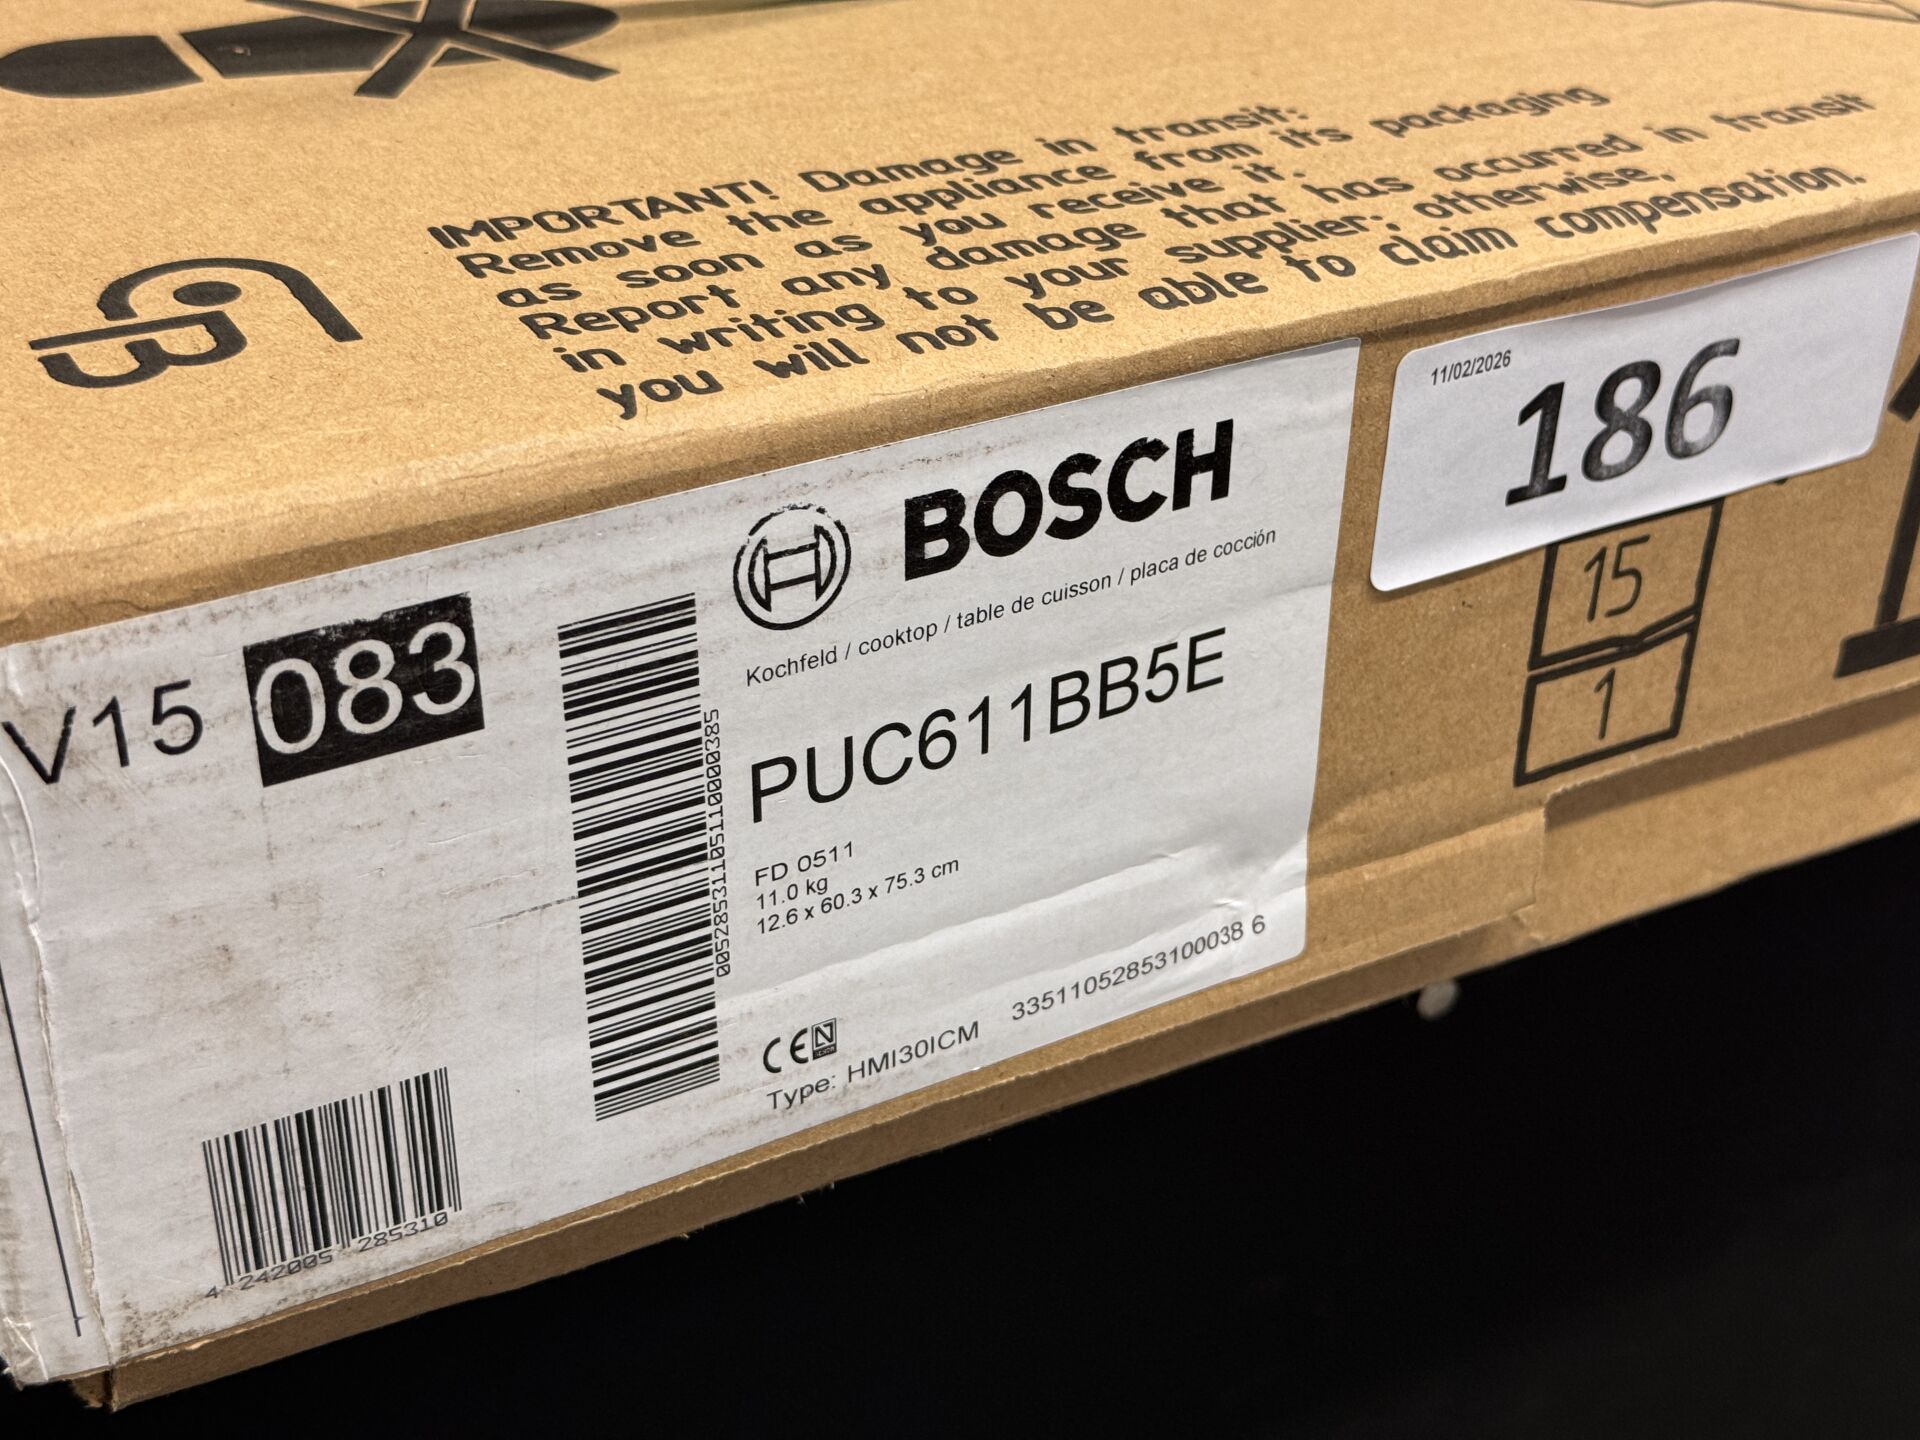 IMPORTANT! Damage in transit:
Remove the appliance from its packaging
as soon as you receive it.
Report any damage that has occurred in transit
in writing to your supplier; otherwise,
you will not be able to claim compensation.
11/02/2026
186
15
1
V15 083
BOSCH
Kochfeld / cooktop / table de cuisson / placa de cocción
PUC611BB5E
FD 0511
11.0 kg
12.6 x 60.3 x 75.3 cm
00528531105110000385
CE N
Type: HMI30ICM
33511052853100038 6
4 242005 285310